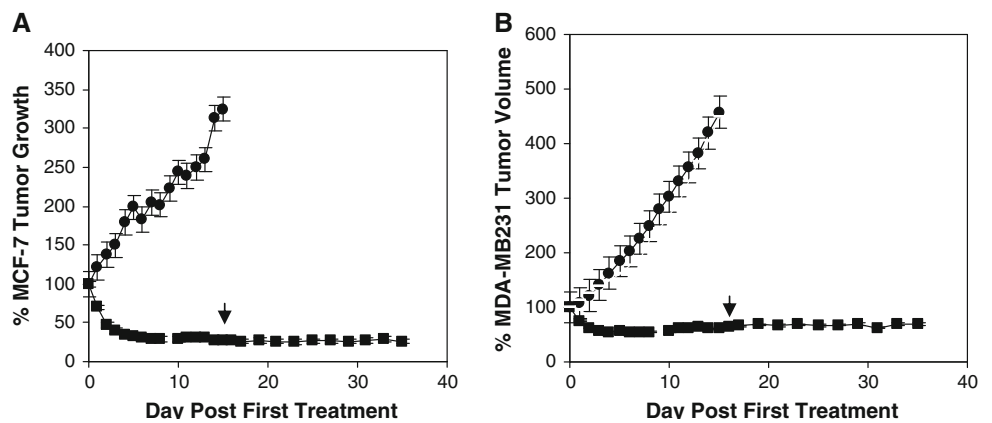 A
% MCF-7 Tumor Growth
400
350
300
250
200
150
100
50
0
0 10 20 30 40
Day Post First Treatment
B
% MDA-MB231 Tumor Volume
600
500
400
300
200
100
0
0 10 20 30 40
Day Post First Treatment